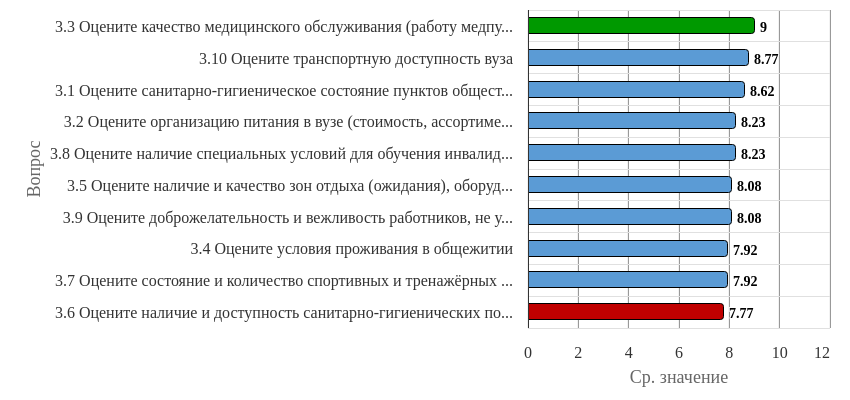 3.3 Оцените качество медицинского обслуживания (работу медпу...
9
3.10 Оцените транспортную доступность вуза
8.77
3.1 Оцените санитарно-гигиеническое состояние пунктов общест...
8.62
3.2 Оцените организацию питания в вузе (стоимость, ассортиме...
8.23
3.8 Оцените наличие специальных условий для обучения инвалид...
8.23
3.5 Оцените наличие и качество зон отдыха (ожидания), оборуд...
8.08
3.9 Оцените доброжелательность и вежливость работников, не у...
8.08
3.4 Оцените условия проживания в общежитии
7.92
3.7 Оцените состояние и количество спортивных и тренажёрных ...
7.92
3.6 Оцените наличие и доступность санитарно-гигиенических по...
7.77
Вопрос
0 2 4 6 8 10 12
Ср. значение